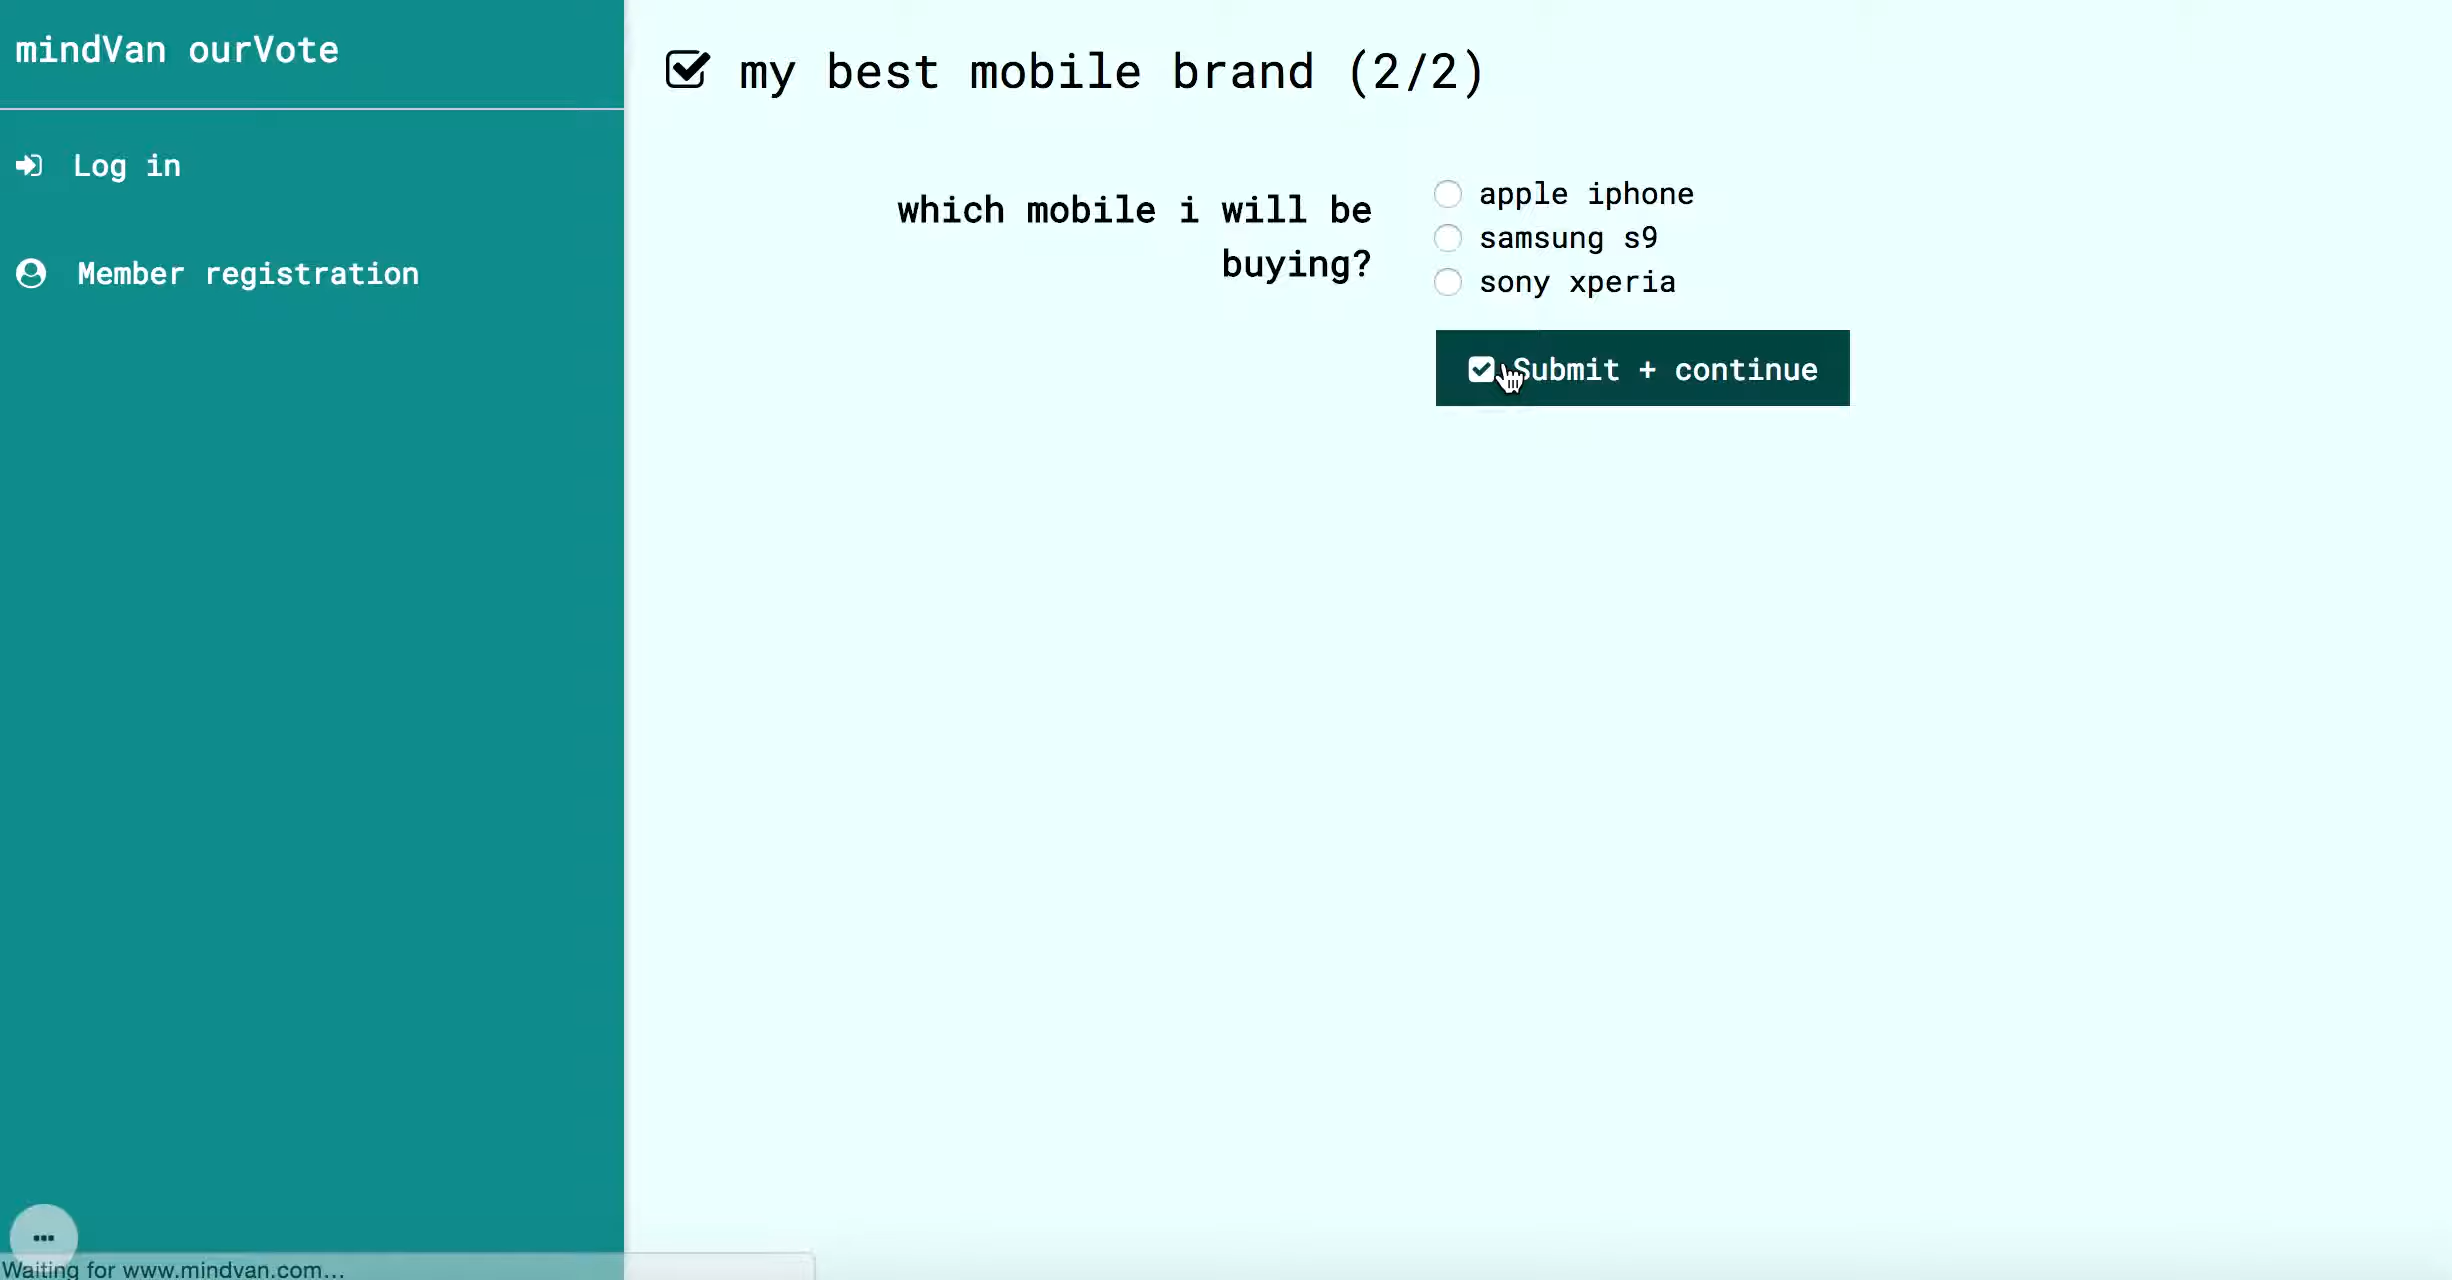 mindVan ourVote
Log in
Member registration
my best mobile brand (2/2)
which mobile i will be
buying?
apple iphone
samsung s9
sony xperia
Submit + continue
Waiting for www.mindvan.com...